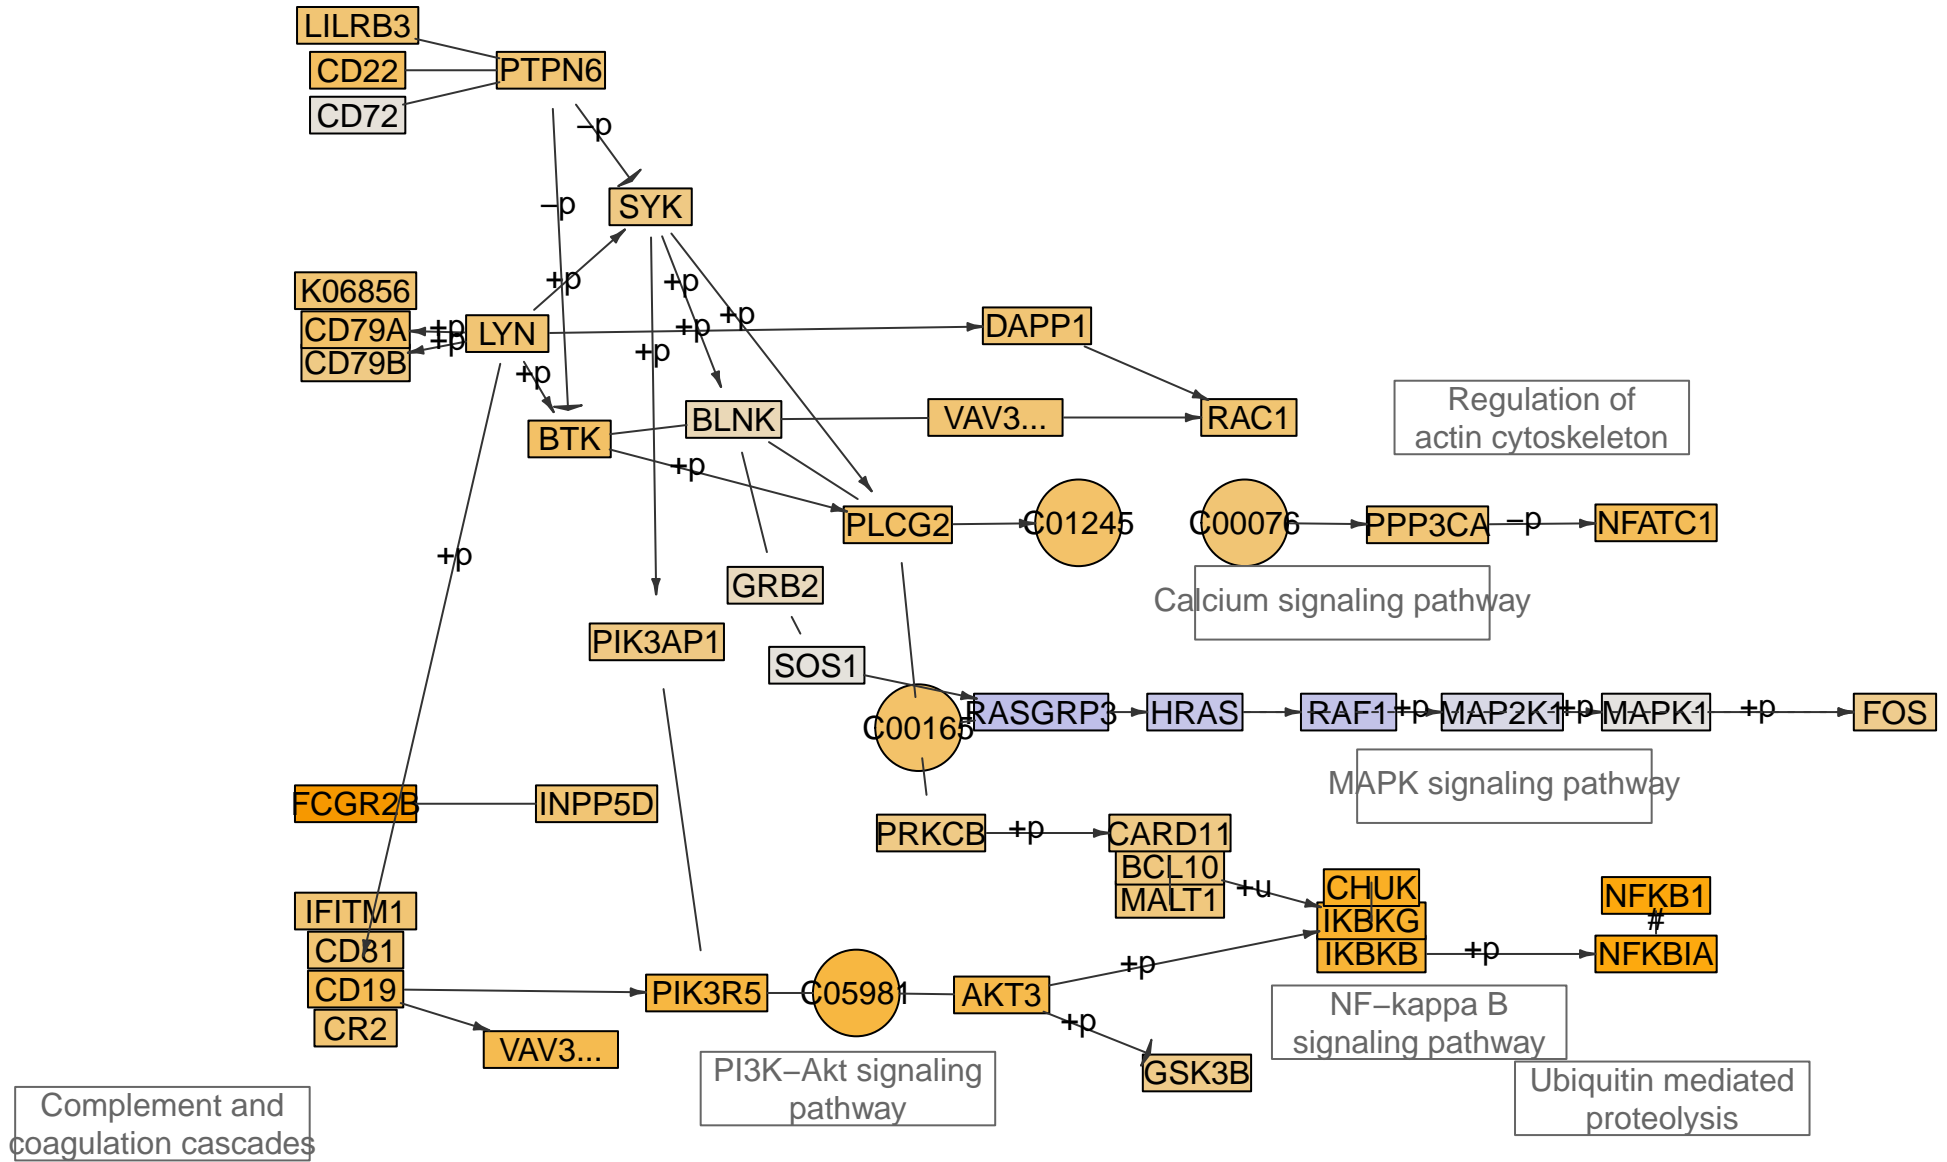 LILRB3
CD22
PTPN6
CD72
–p
SYK
–p
+p
+p
K06856
CD79A
+p
LYN
+p
+p
DAPP1
CD79B
+p
+p
+p
BTK
BLNK
VAV3...
RAC1
Regulation of
actin cytoskeleton
+p
PLCG2
C01245
C00076
PPP3CA
–p
NFATC1
+p
GRB2
Calcium signaling pathway
PIK3AP1
SOS1
C00165
RASGRP3
HRAS
RAF1
+p
MAP2K1
+p
MAPK1
+p
FOS
MAPK signaling pathway
FCGR2B
INPP5D
PRKCB
+p
CARD11
BCL10
MALT1
+u
CHUK
IKBKG
IKBKB
NFKB1
#
+p
NFKBIA
IFITM1
CD81
CD19
CR2
VAV3...
PIK3R5
C05981
AKT3
+p
+p
GSK3B
NF–kappa B
signaling pathway
PI3K–Akt signaling
pathway
Ubiquitin mediated
proteolysis
Complement and
coagulation cascades